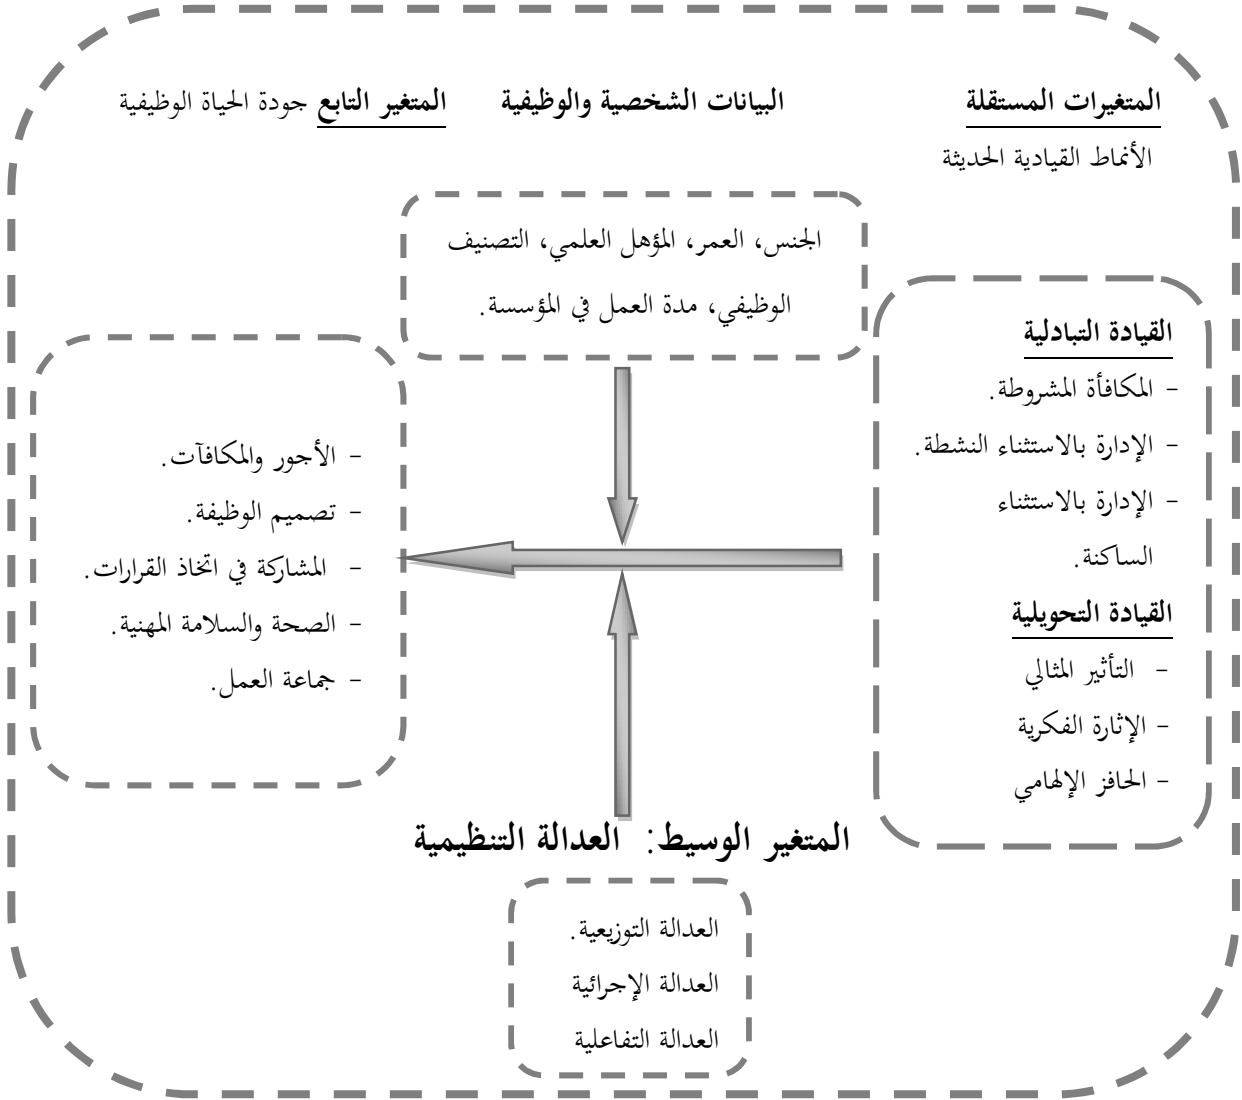 المتغيرات المستقلة
الأنماط القيادية الحديثة
البيانات الشخصية والوظيفية
المتغير التابع جودة الحياة الوظيفية
الجنس، العمر، المؤهل العلمي، التصنيف
الوظيفي، مدة العمل في المؤسسة.
القيادة التبادلية
- المكافأة المشروطة.
- الإدارة بالاستثناء النشطة.
- الإدارة بالاستثناء
الساكنة.
القيادة التحويلية
- التأثير المثالي
- الإثارة الفكرية
- الحافز الإلهامي
- الأجور والمكافآت.
- تصميم الوظيفة.
- المشاركة في اتخاذ القرارات.
- الصحة والسلامة المهنية.
- جماعة العمل.
المتغير الوسيط: العدالة التنظيمية
العدالة التوزيعية.
العدالة الإجرائية
العدالة التفاعلية